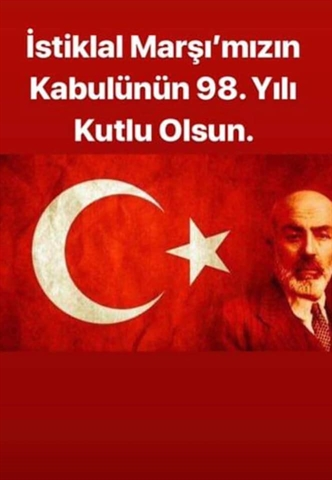 İstiklal Marşı’mızın
Kabulünün 98. Yılı
Kutlu Olsun.